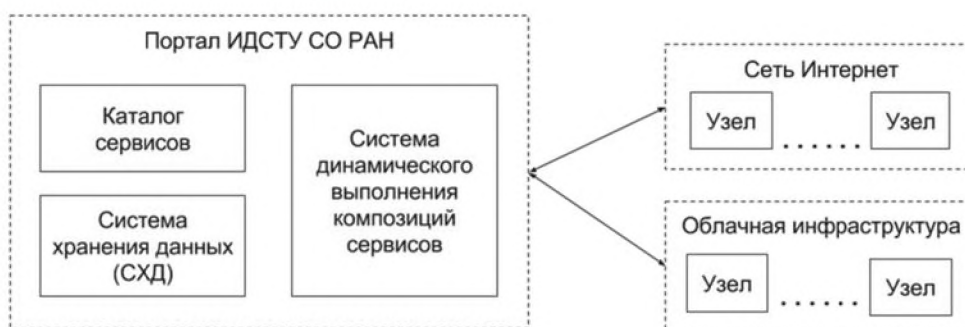 Портал ИДСТУ СО РАН
Каталог
сервисов
Система
хранения данных
(СХД)
Система
динамического
выполнения
композиций
сервисов
Сеть Интернет
Узел ...... Узел
Облачная инфраструктура
Узел ...... Узел